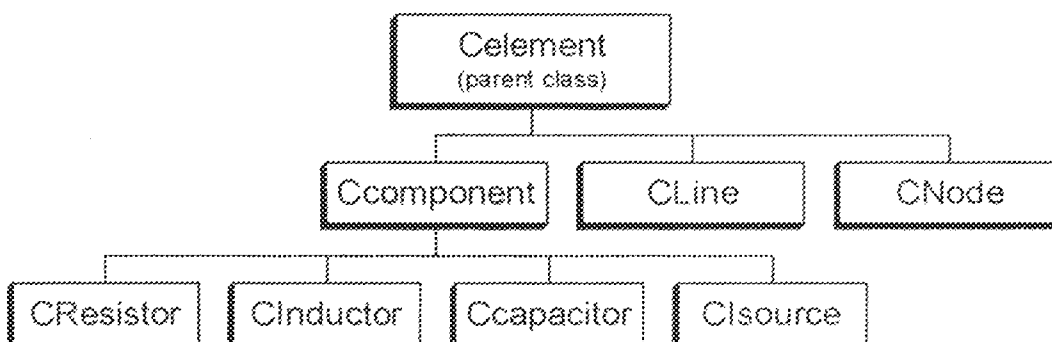 Celement
(parent class)
Ccomponent CLine CNode
CResistor CInductor Ccapacitor CIsource